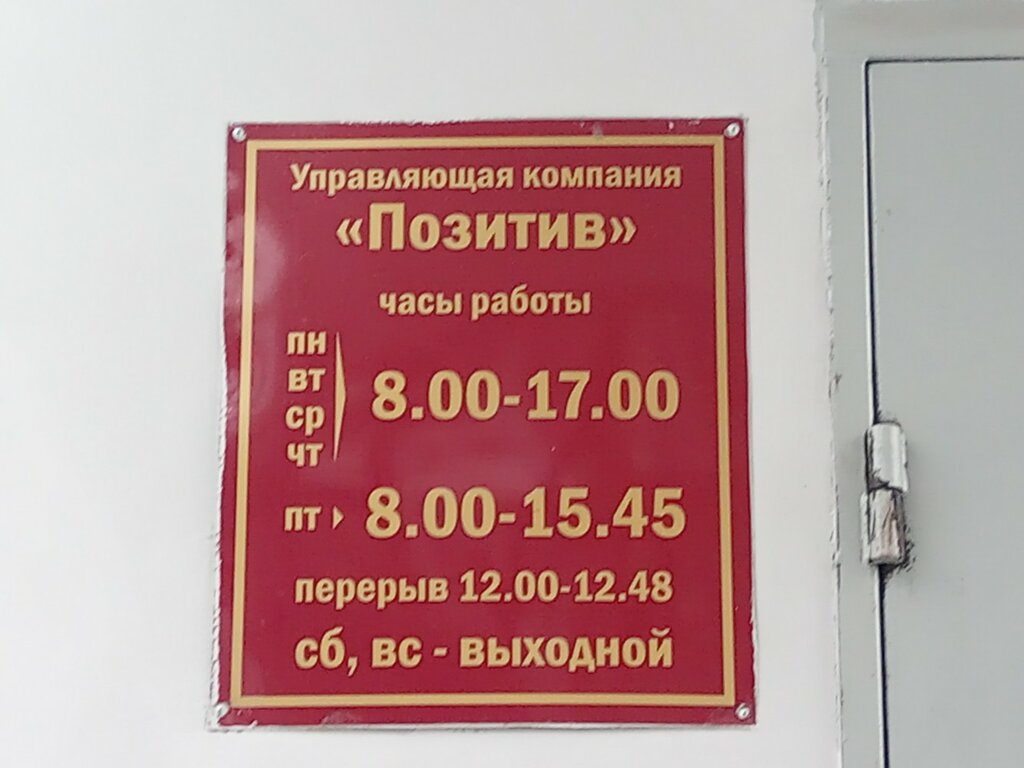 Управляющая компания
«Позитив»
часы работы
пн
вт
ср
чт
8.00-17.00
пт 8.00-15.45
перерыв 12.00-12.48
сб, вс - выходной